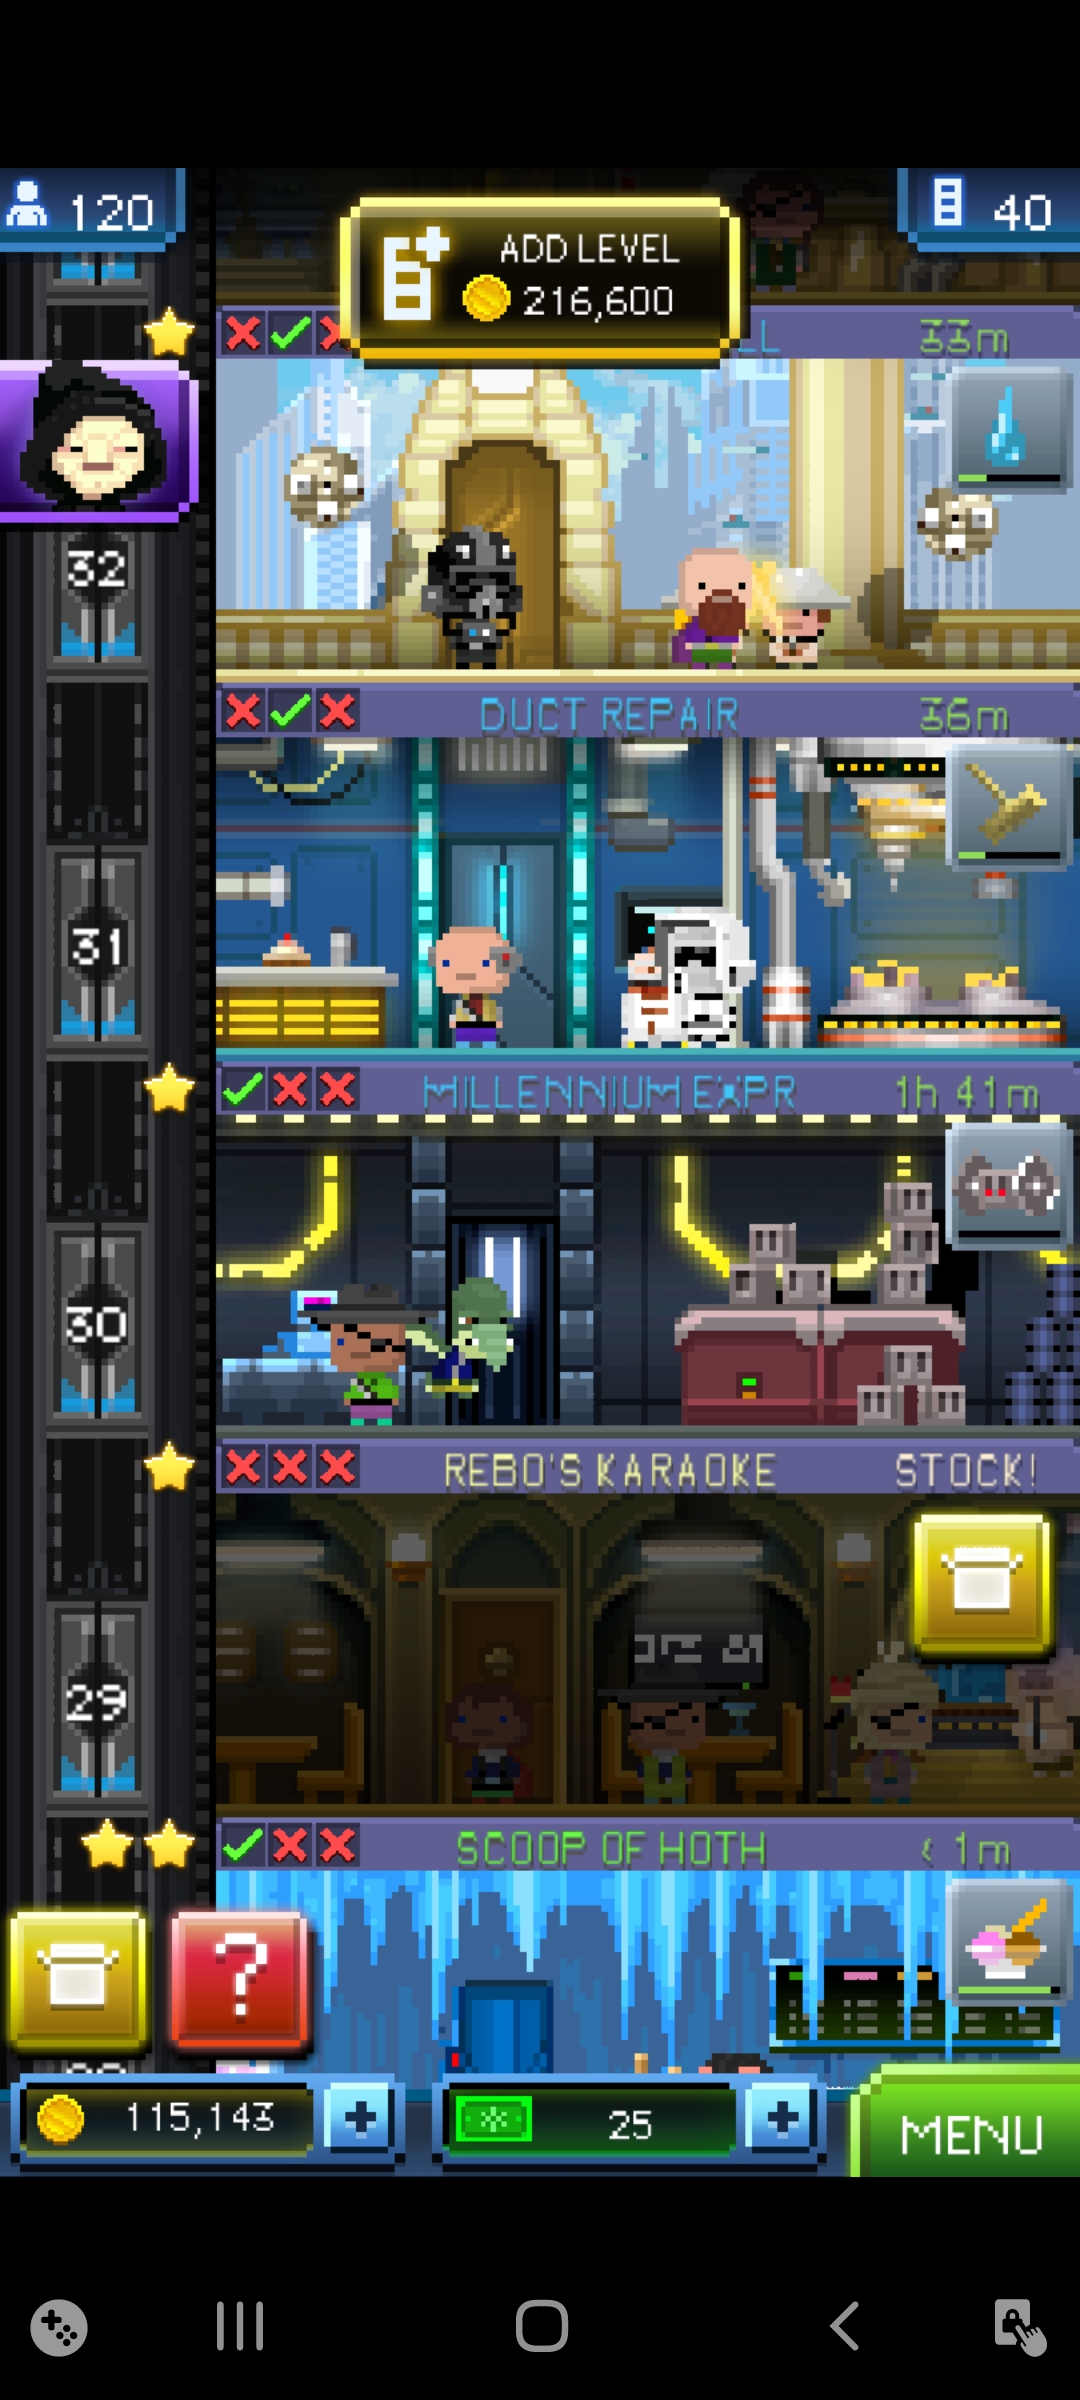 120
ADD LEVEL
216,600
40
LL
33m
32
DUCT REPAIR
36m
31
MILLENNIUM EXPR
1h 41m
30
REBO'S KARAOKE
STOCK!
29
SCOOP OF HOTH
< 1m
?
115,143
+
25
+
MENU